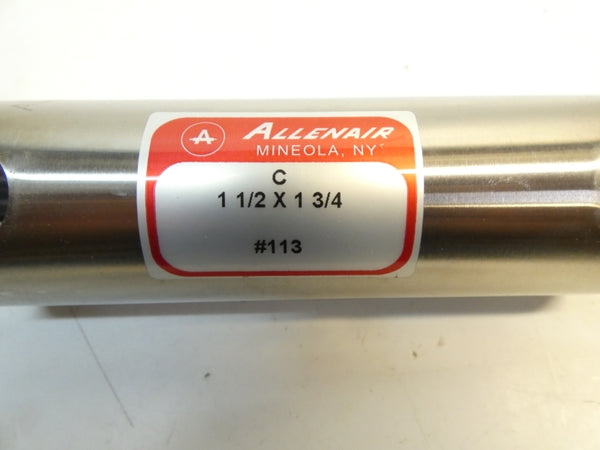 A ALLENAIR
MINEOLA, NY
C
1 1/2 X 1 3/4
#113